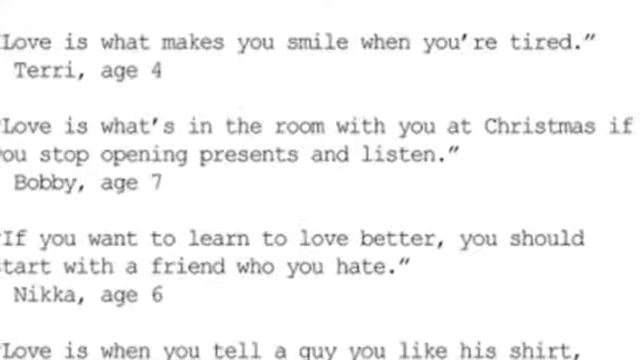 Love is what makes you smile when you're tired."
Terri, age 4
Love is what's in the room with you at Christmas if
ou stop opening presents and listen."
Bobby, age 7
If you want to learn to love better, you should
tart with a friend who you hate."
Nikka, age 6
Love is when you tell a guy you like his shirt,